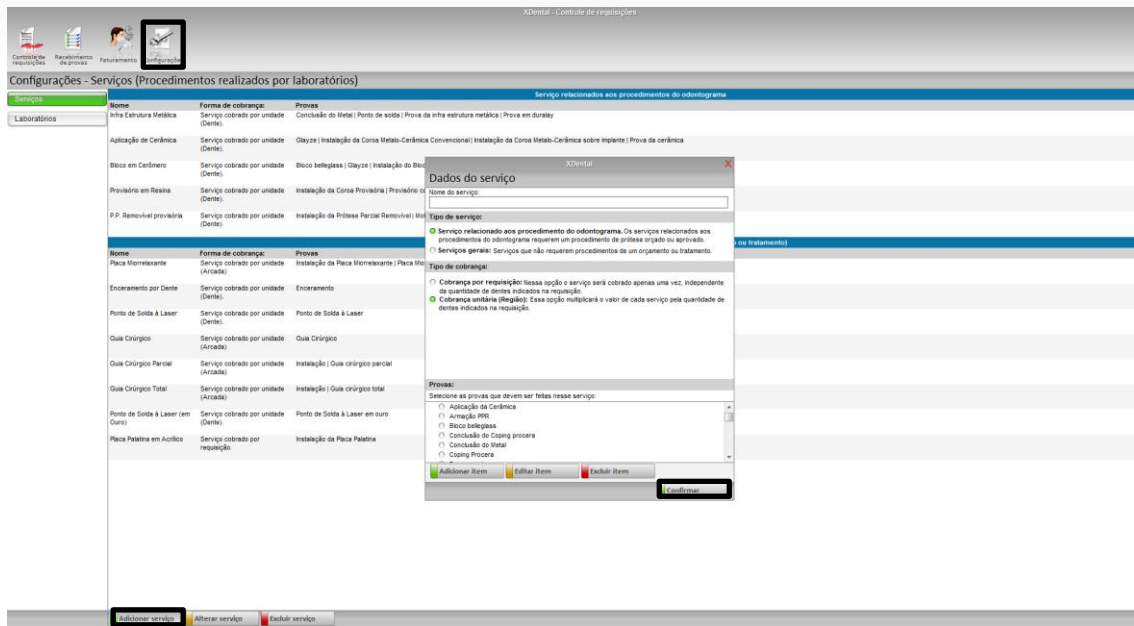 XDental - Controle de requisições
Controle de requisições
Recebimento de provas
Faturamento
Configuração
Configurações - Serviços (Procedimentos realizados por laboratórios)
Serviços
Laboratórios
Serviço relacionados aos procedimentos do odontograma
Nome Forma de cobrança: Provas
Infra Estrutura Metálica Serviço cobrado por unidade (Dente). Conclusão do Metal | Ponto de solda | Prova da infra estrutura metálica | Prova em duralay
Aplicação de Cerâmica Serviço cobrado por unidade (Dente). Glayze | Instalação da Coroa Metalo-Cerâmica Convencional | Instalação da Coroa Metalo-Cerâmica sobre Implante | Prova da cerâmica
Bloco em Cerômero Serviço cobrado por unidade (Dente). Bloco belleglass | Glayze | Instalação do Bloc
Provisório em Resina Serviço cobrado por unidade (Dente). Instalação da Coroa Provisória | Provisório
P.P. Removível provisória Serviço cobrado por unidade (Dente). Instalação da Prótese Parcial Removível |
ou tratamento)
Nome Forma de cobrança: Provas
Placa Miorrelaxante Serviço cobrado por unidade (Arcada) Instalação da Placa Miorrelaxante | Placa Mio
Enceramento por Dente Serviço cobrado por unidade (Dente). Enceramento
Ponto de Solda à Laser Serviço cobrado por unidade (Dente). Ponto de Solda à Laser
Guia Cirúrgico Serviço cobrado por unidade (Arcada) Guia Cirúrgico
Guia Cirúrgico Parcial Serviço cobrado por unidade (Arcada) Instalação | Guia cirúrgico parcial
Guia Cirúrgico Total Serviço cobrado por unidade (Arcada) Instalação | Guia cirúrgico total
Ponto de Solda à Laser (em Ouro) Serviço cobrado por unidade (Dente). Ponto de Solda à Laser em ouro
Placa Palatina em Acrílico Serviço cobrado por requisição. Instalação da Placa Palatina
XDental X
Dados do serviço
Nome do serviço:
Tipo de serviço:
Serviço relacionado aos procedimento do odontograma. Os serviços relacionados aos
procedimentos do odontograma requerem um procedimento de prótese orçado ou aprovado.
Serviços gerais: Serviços que não requerem procedimentos de um orçamento ou tratamento.
Tipo de cobrança:
Cobrança por requisição: Nessa opção o serviço será cobrado apenas uma vez, independente
da quantidade de dentes indicados na requisição.
Cobrança unitária (Região): Essa opção multiplicará o valor de cada serviço pela quantidade de
dentes indicados na requisição.
Provas:
Selecione as provas que devem ser feitas nesse serviço:
Aplicação da Cerâmica
Armação PPR
Bloco belleglass
Conclusão do Coping procera
Conclusão do Metal
Coping Procera
Adicionar item Editar item Excluir item
Confirmar
Adicionar serviço Alterar serviço Excluir serviço